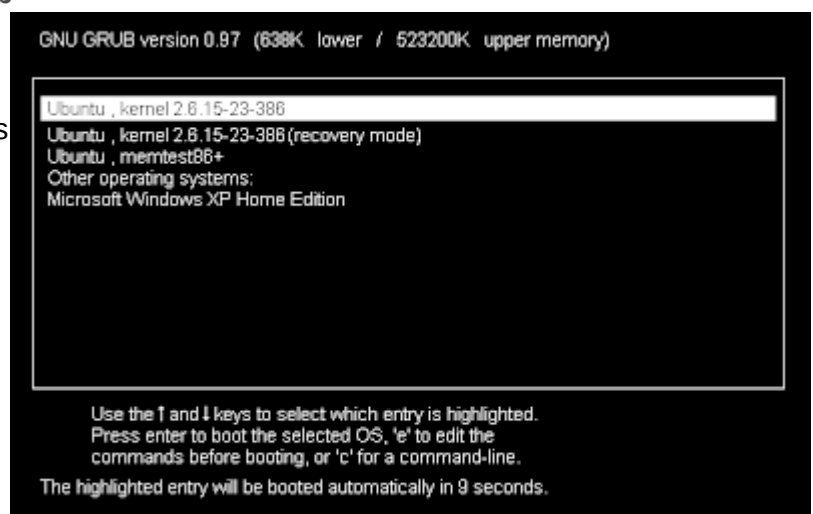 GNU GRUB version 0.97 (638K lower / 523200K upper memory)
Ubuntu , kernel 2.6.15-23-386
s
Ubuntu , kernel 2.6.15-23-386 (recovery mode)
Ubuntu , memtest86+
Other operating systems:
Microsoft Windows XP Home Edition
Use the ↑ and ↓ keys to select which entry is highlighted.
Press enter to boot the selected OS, 'e' to edit the
commands before booting, or 'c' for a command-line.
The highlighted entry will be booted automatically in 9 seconds.